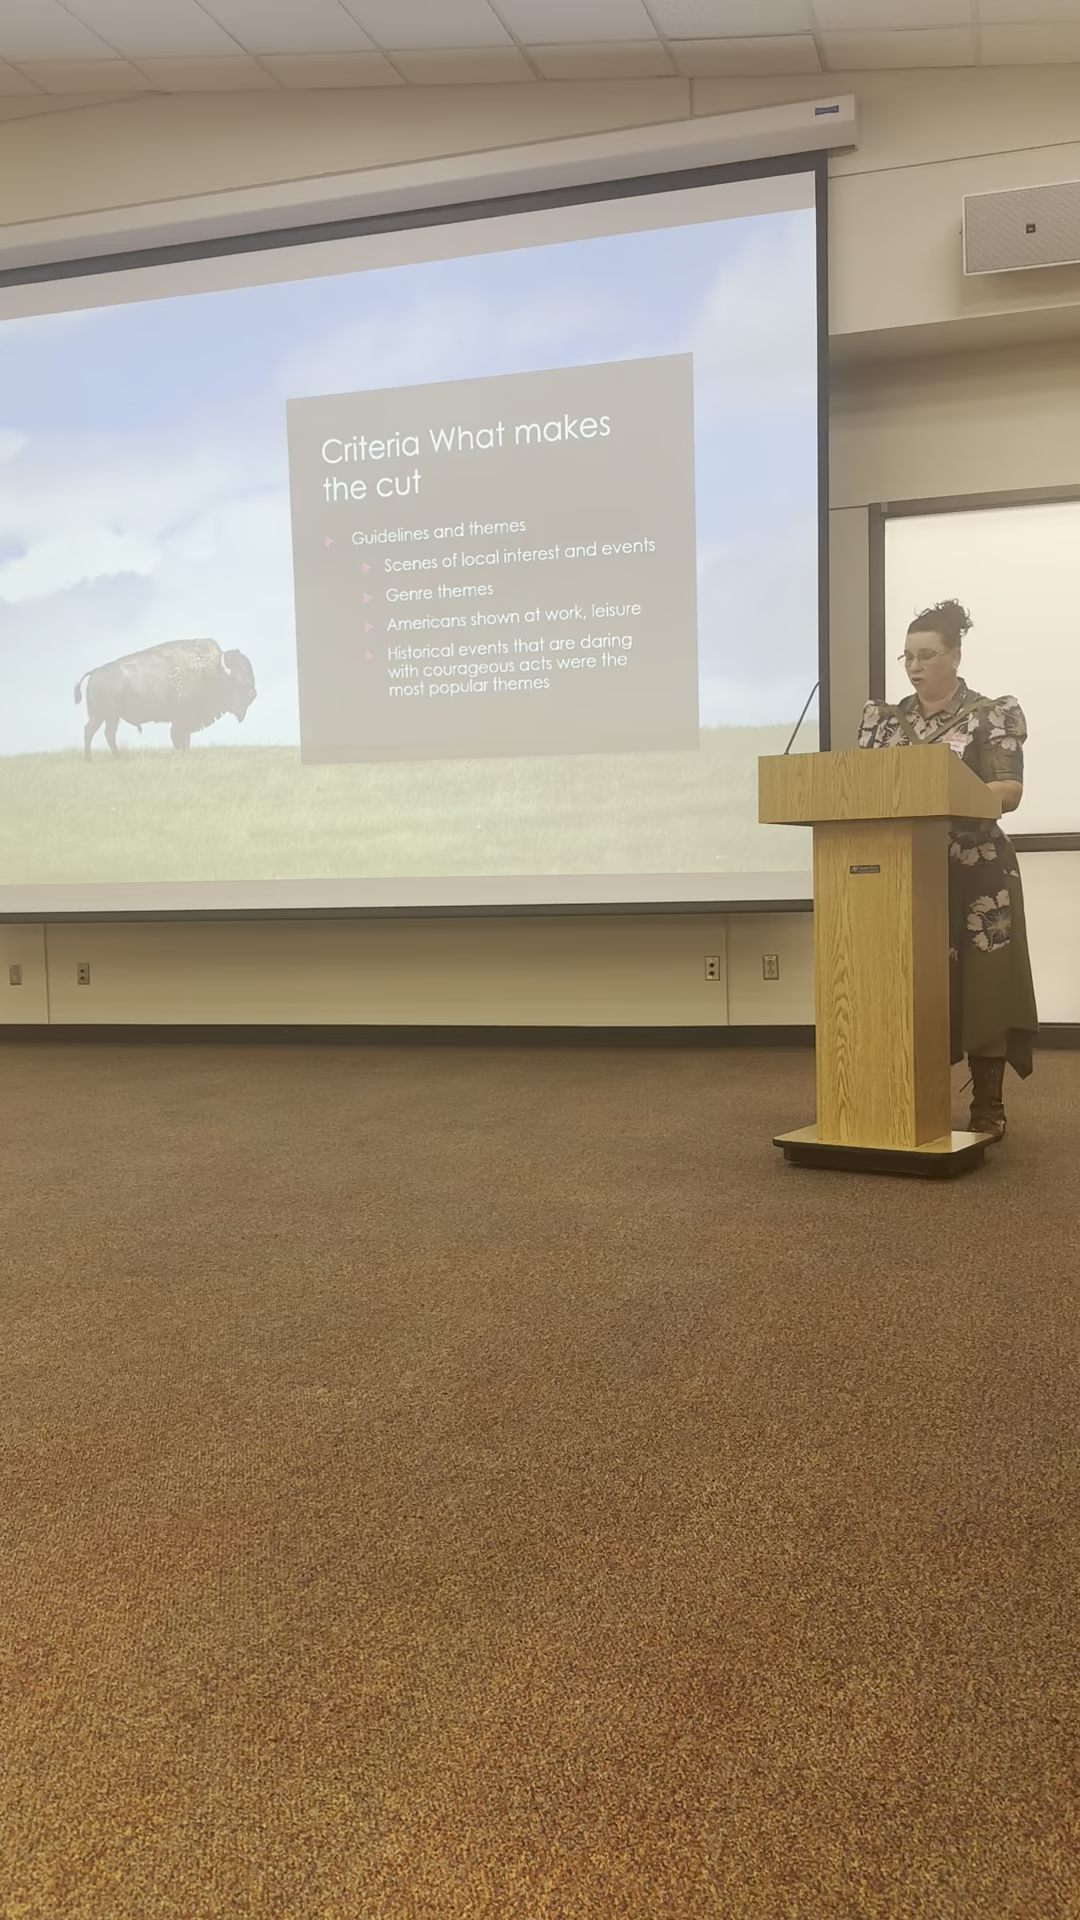 Criteria What makes
the cut
Guidelines and themes
Scenes of local interest and events
Genre themes
Americans shown at work, leisure
Historical events that are daring
with courageous acts were the
most popular themes